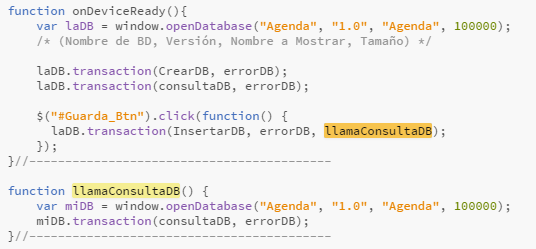 function onDeviceReady(){
    var laDB = window.openDatabase("Agenda", "1.0", "Agenda", 100000);
    /* (Nombre de BD, Versión, Nombre a Mostrar, Tamaño) */
    laDB.transaction(CrearDB, errorDB);
    laDB.transaction(consultaDB, errorDB);
    $("#Guarda_Btn").click(function() {
      laDB.transaction(InsertarDB, errorDB, llamaConsultaDB);
    });
}//------------------------------------------
function llamaConsultaDB() {
    var miDB = window.openDatabase("Agenda", "1.0", "Agenda", 100000);
    miDB.transaction(consultaDB, errorDB);
}//------------------------------------------